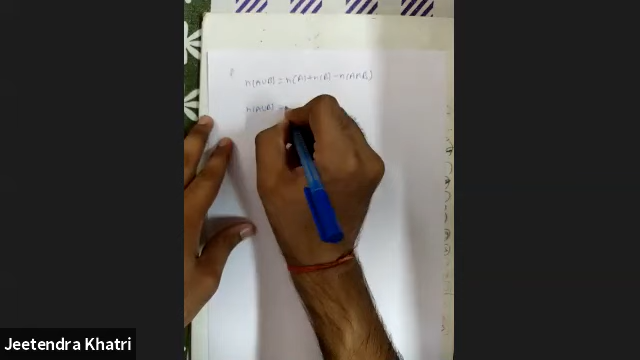 n(A∪B) = n(A)+n(B)-n(A∩B)
n(A∪B) =
Jeetendra Khatri